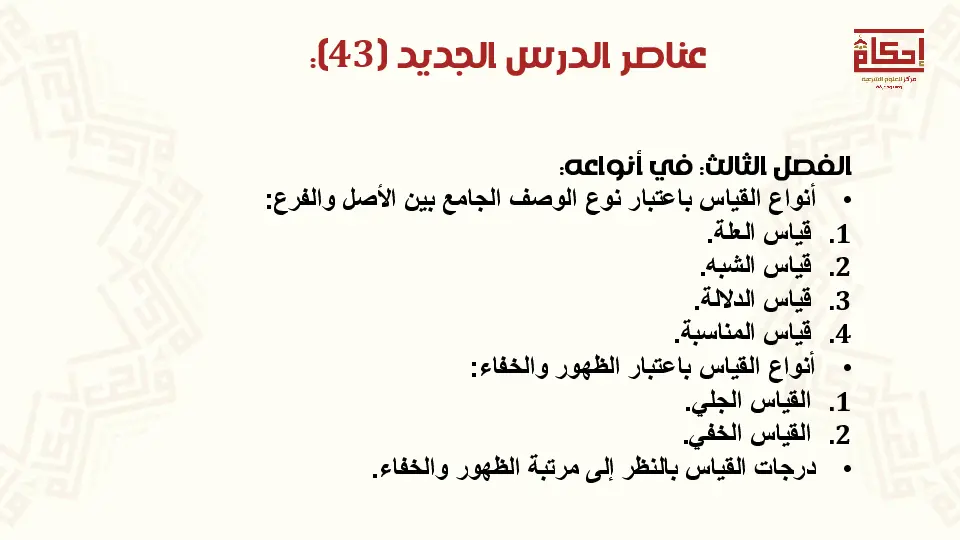 عناصر الدرس الجديد (43):
إحكام
مركز للعلوم الشرعية
الفصل الثالث: في أنواعه:
• أنواع القياس باعتبار نوع الوصف الجامع بين الأصل والفرع:
1. قياس العلة.
2. قياس الشبه.
3. قياس الدلالة.
4. قياس المناسبة.
• أنواع القياس باعتبار الظهور والخفاء:
1. القياس الجلي.
2. القياس الخفي.
• درجات القياس بالنظر إلى مرتبة الظهور والخفاء.